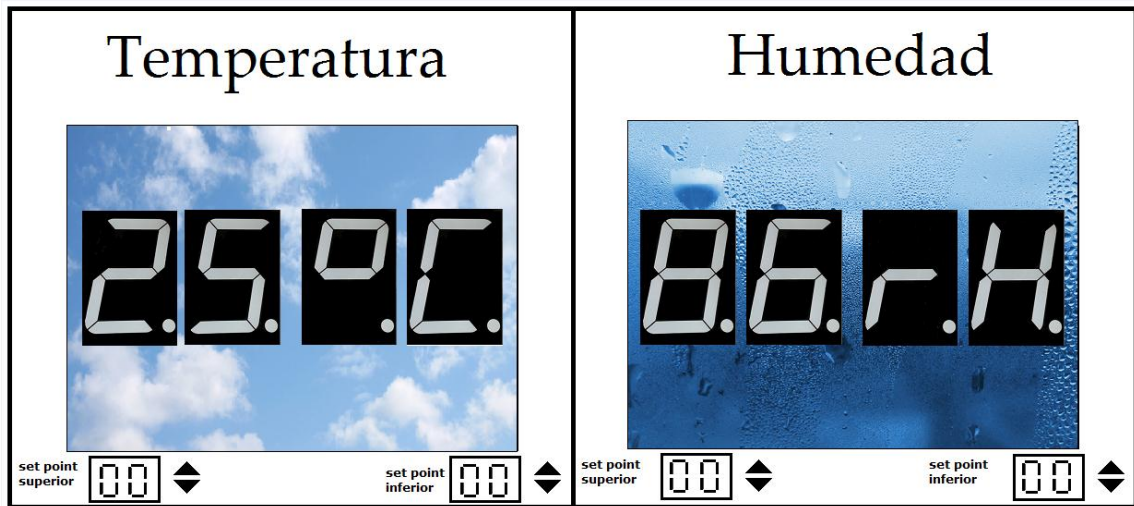 Temperatura
25°C
set point
superior
00
set point
inferior
00
Humedad
86rH
set point
superior
00
set point
inferior
00